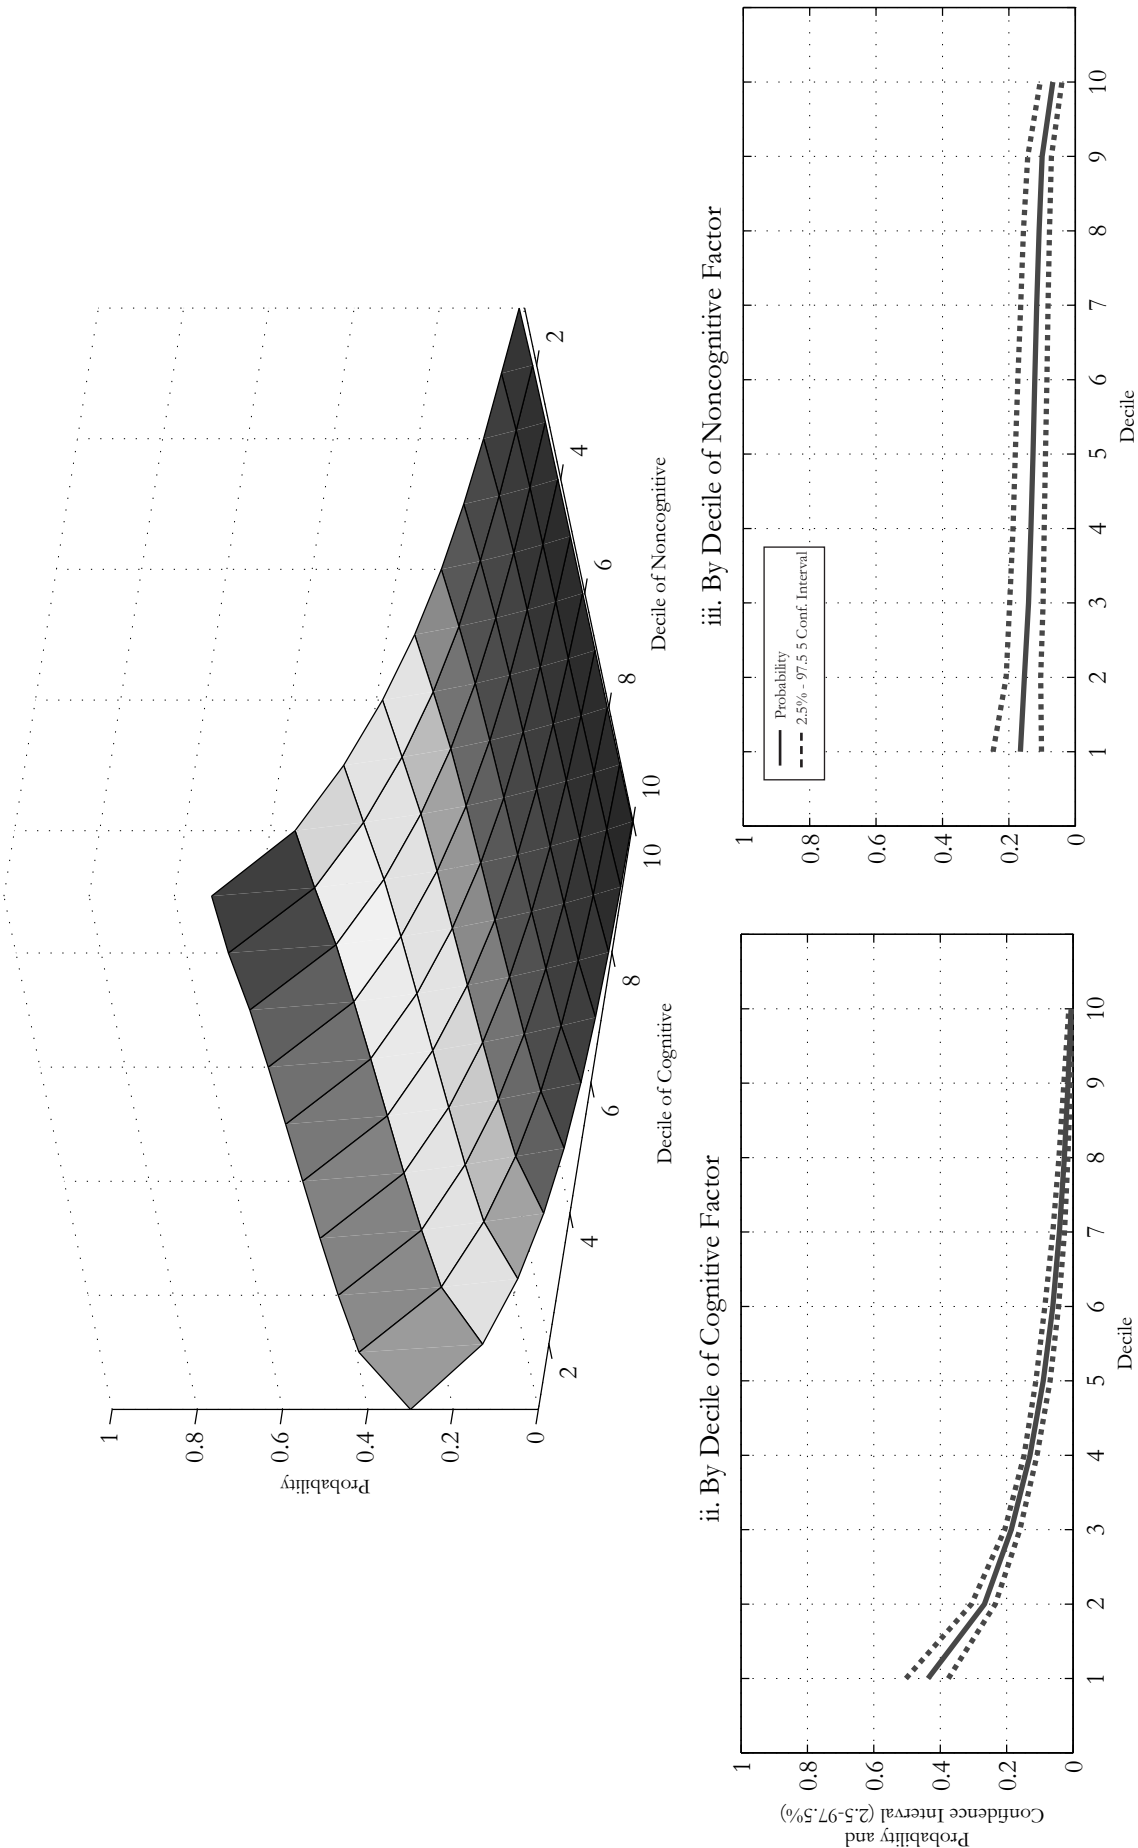 1
0.8
0.6
0.4
0.2
0
Probability
2
4
6
8
10
Decile of Cognitive
10
8
6
4
2
Decile of Noncognitive
ii. By Decile of Cognitive Factor
Probability and
Confidence Interval (2.5-97.5%)
1
0.8
0.6
0.4
0.2
0
1 2 3 4 5 6 7 8 9 10
Decile
iii. By Decile of Noncognitive Factor
Probability
2.5% - 97.5 5 Conf. Interval
1
0.8
0.6
0.4
0.2
0
1 2 3 4 5 6 7 8 9 10
Decile